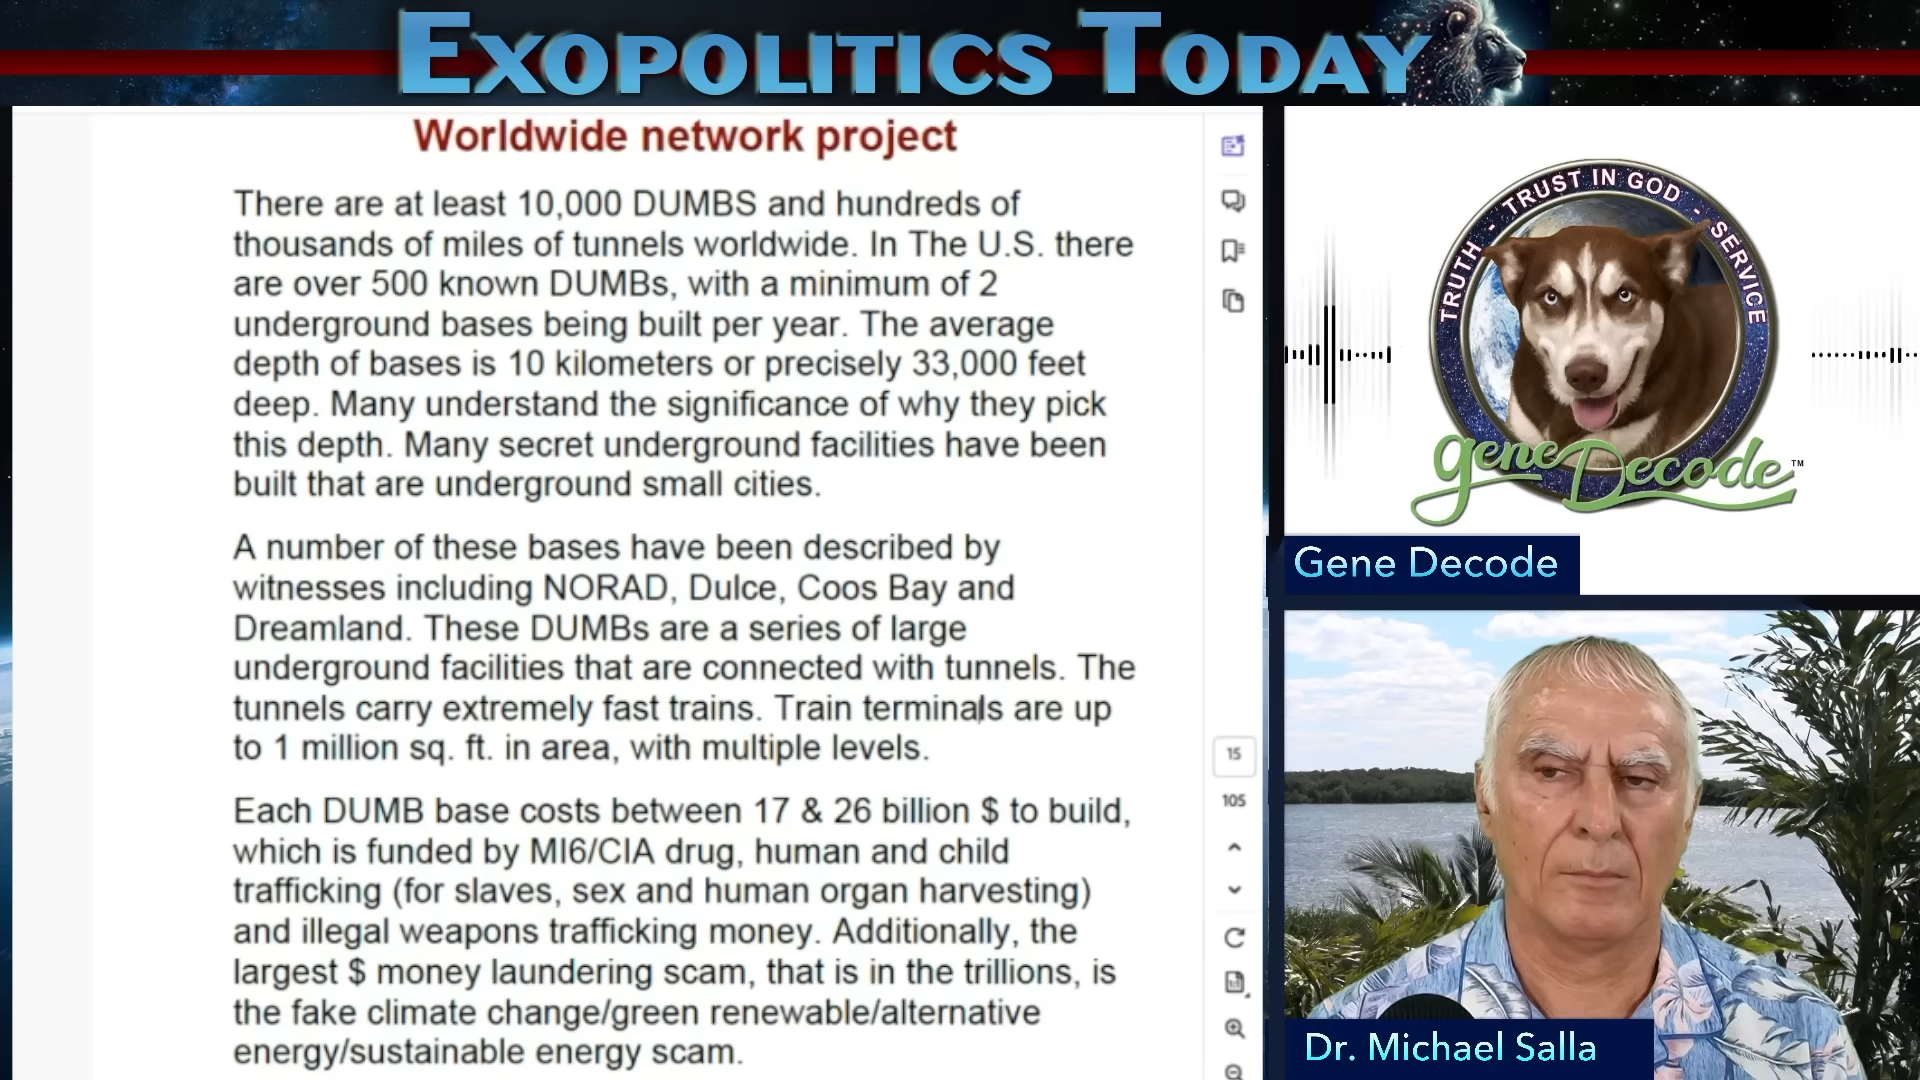 EXOPOLITICS TODAY
Worldwide network project
There are at least 10,000 DUMBS and hundreds of
thousands of miles of tunnels worldwide. In The U.S. there
are over 500 known DUMBs, with a minimum of 2
underground bases being built per year. The average
depth of bases is 10 kilometers or precisely 33,000 feet
deep. Many understand the significance of why they pick
this depth. Many secret underground facilities have been
built that are underground small cities.
A number of these bases have been described by
witnesses including NORAD, Dulce, Coos Bay and
Dreamland. These DUMBs are a series of large
underground facilities that are connected with tunnels. The
tunnels carry extremely fast trains. Train terminals are up
to 1 million sq. ft. in area, with multiple levels.
Each DUMB base costs between 17 & 26 billion $ to build,
which is funded by MI6/CIA drug, human and child
trafficking (for slaves, sex and human organ harvesting)
and illegal weapons trafficking money. Additionally, the
largest $ money laundering scam, that is in the trillions, is
the fake climate change/green renewable/alternative
energy/sustainable energy scam.
15
105
TRUTH - TRUST IN GOD - SERVICE
gene Decode™
Gene Decode
Dr. Michael Salla